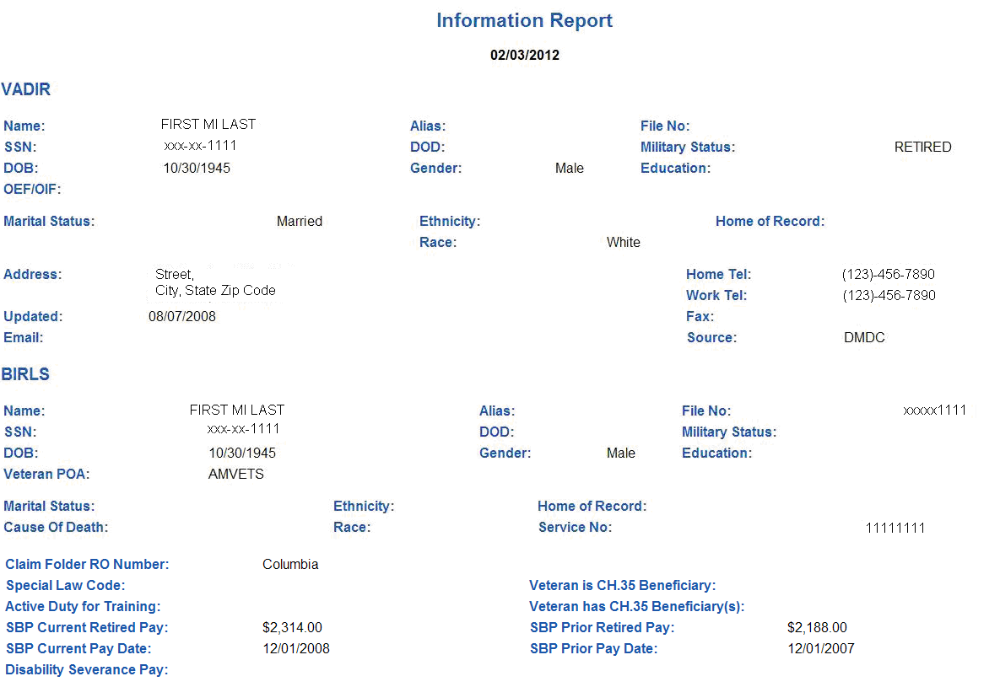 Information Report
02/03/2012
VADIR
Name: FIRST MI LAST Alias: File No:
SSN: xxx-xx-1111 DOD: Military Status: RETIRED
DOB: 10/30/1945 Gender: Male Education:
OEF/OIF:
Marital Status: Married Ethnicity: Home of Record:
Race: White
Address: Street, Home Tel: (123)-456-7890
City, State Zip Code
Work Tel: (123)-456-7890
Updated: 08/07/2008 Fax:
Email: Source: DMDC
BIRLS
Name: FIRST MI LAST Alias: File No: xxxxx1111
SSN: xxx-xx-1111 DOD: Military Status:
DOB: 10/30/1945 Gender: Male Education:
Veteran POA: AMVETS
Marital Status: Ethnicity: Home of Record:
Cause Of Death: Race: Service No: 11111111
Claim Folder RO Number: Columbia
Special Law Code: Veteran is CH.35 Beneficiary:
Active Duty for Training: Veteran has CH.35 Beneficiary(s):
SBP Current Retired Pay: $2,314.00 SBP Prior Retired Pay: $2,188.00
SBP Current Pay Date: 12/01/2008 SBP Prior Pay Date: 12/01/2007
Disability Severance Pay: